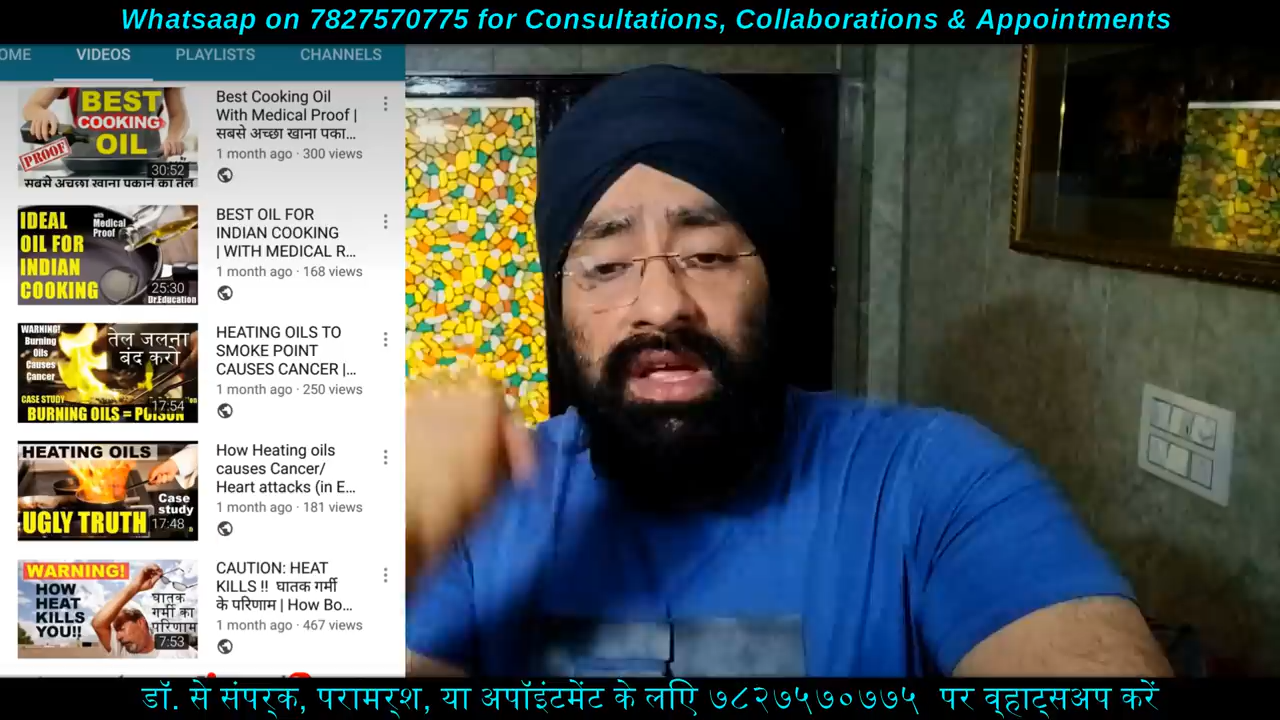 Whatsaap on 7827570775 for Consultations, Collaborations & Appointments
OME VIDEOS PLAYLISTS CHANNELS
BEST
COOKING
OIL
PROOF
30:52
सबसे अच्छा खाना पकाने का तेल
Best Cooking Oil
With Medical Proof |
सबसे अच्छा खाना पका...
1 month ago · 300 views
IDEAL
OIL FOR
INDIAN
COOKING
with
Medical
Proof
25:30
Dr.Education
BEST OIL FOR
INDIAN COOKING
| WITH MEDICAL R...
1 month ago · 168 views
WARNING!
Burning
Oils
Causes
Cancer
तेल जलना
बंद करो
CASE STUDY
17:54
BURNING OILS = POISON
HEATING OILS TO
SMOKE POINT
CAUSES CANCER |...
1 month ago · 250 views
HEATING OILS
Case
study
UGLY TRUTH
17:48
How Heating oils
causes Cancer/
Heart attacks (in E...
1 month ago · 181 views
WARNING!
HOW
HEAT
KILLS
YOU!!
घातक
गर्मी का
परिणाम
7:53
CAUTION: HEAT
KILLS !! घातक गर्मी
के परिणाम | How Bo...
1 month ago · 467 views
डॉ. से संपर्क, परामर्श, या अपॉइंटमेंट के लिए ७८२७५७०७७५ पर व्हाट्सअप करें